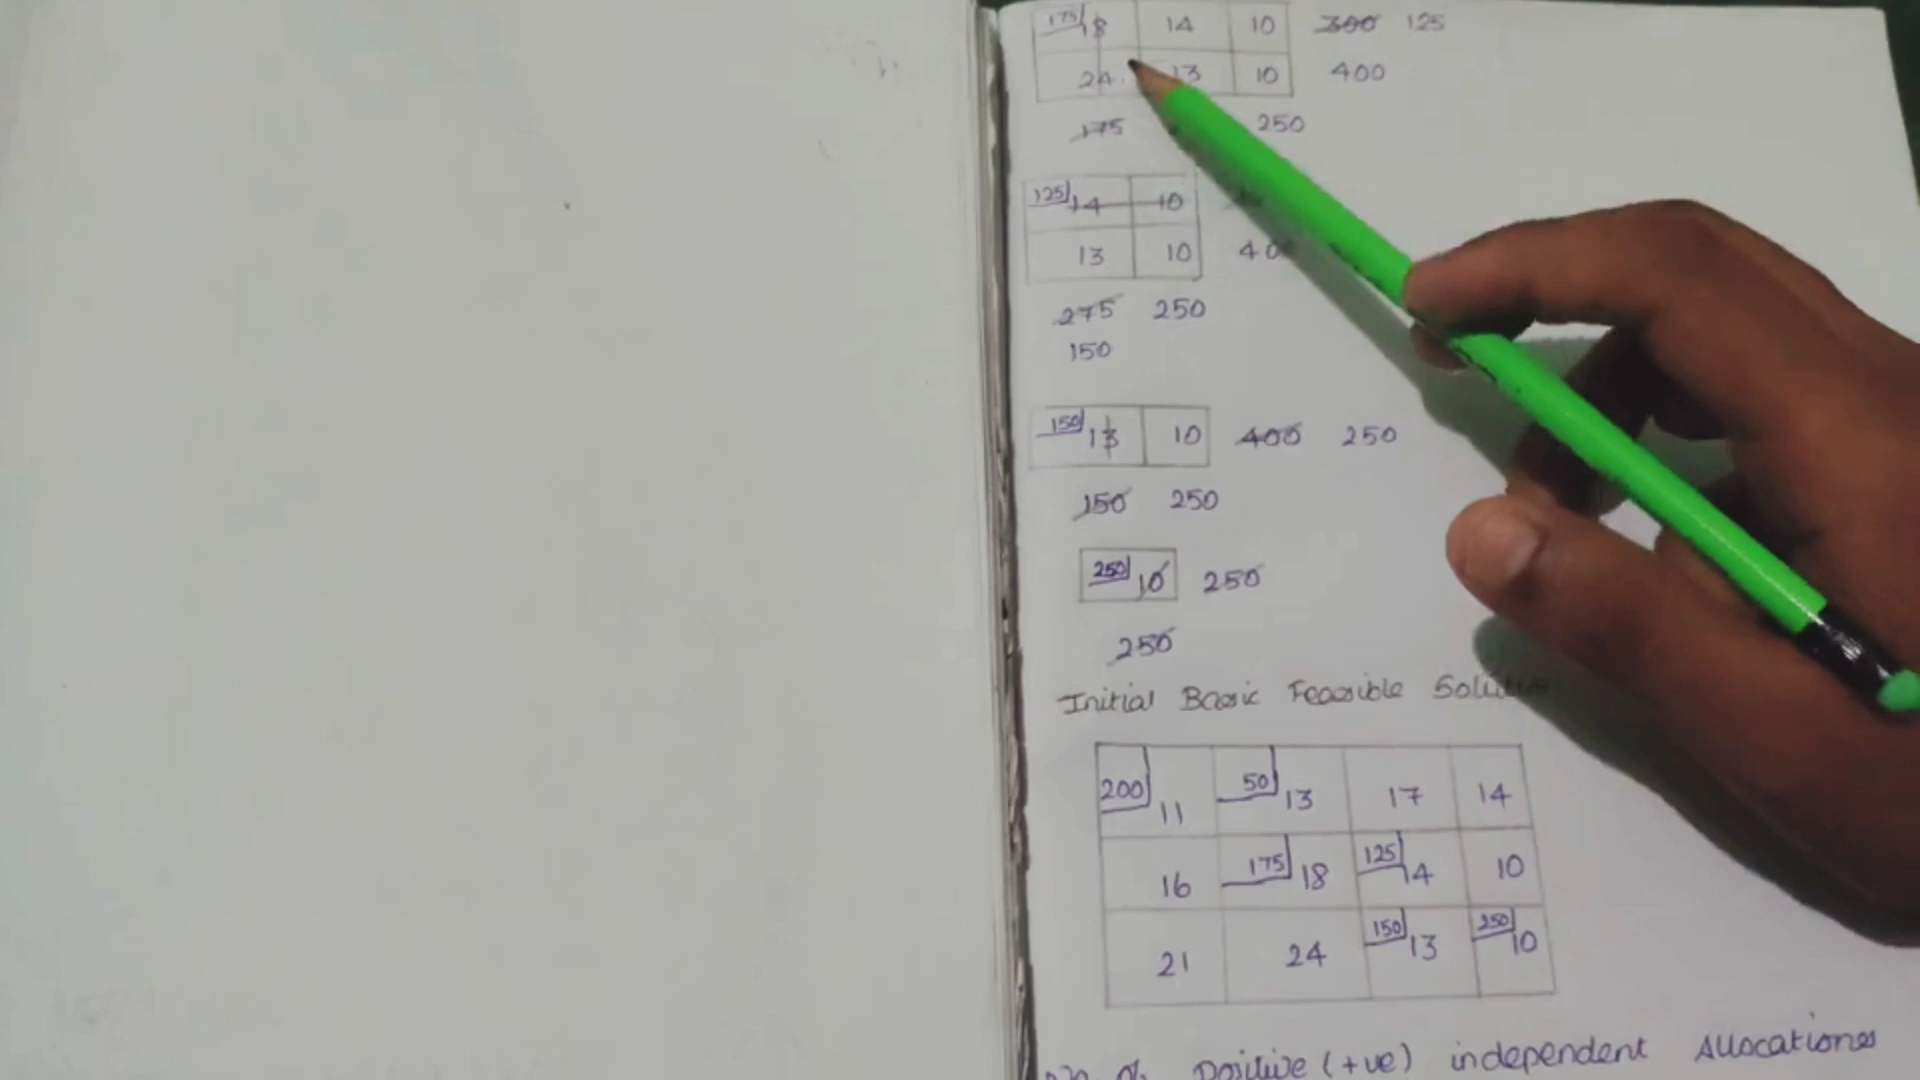 175 18 14 10 300 125
24 13 10 400
175 250
125 14 10
13 10 400
275 250
150
150 13 10 400 250
150 250
250 10 250
250
Initial Basic Feasible
200 11 50 13 17 14
16 175 18 125 14 10
21 24 150 13 250 10
Positive (+ve) independent Allocationes